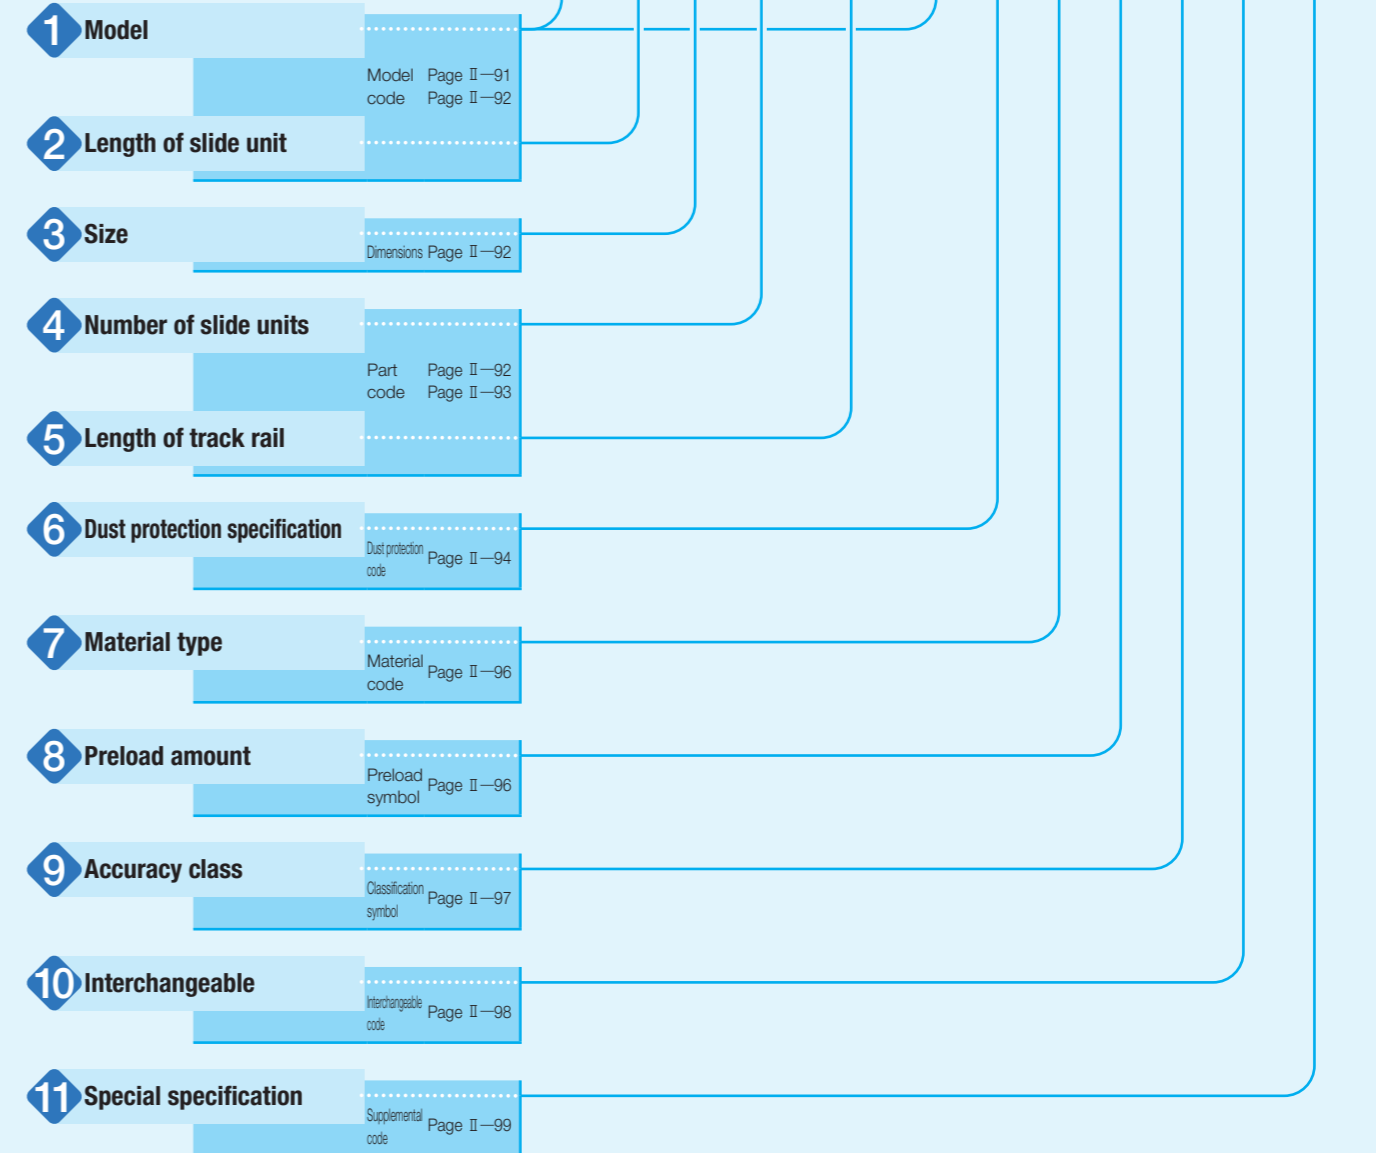 1 Model
Model Page Ⅱ—91
code Page Ⅱ—92
2 Length of slide unit
3 Size
Dimensions Page Ⅱ—92
4 Number of slide units
Part Page Ⅱ—92
code Page Ⅱ—93
5 Length of track rail
6 Dust protection specification
Dust protection
code
Page Ⅱ—94
7 Material type
Material
code
Page Ⅱ—96
8 Preload amount
Preload
symbol
Page Ⅱ—96
9 Accuracy class
Classification
symbol
Page Ⅱ—97
10 Interchangeable
Interchangeable
code
Page Ⅱ—98
11 Special specification
Supplemental
code
Page Ⅱ—99